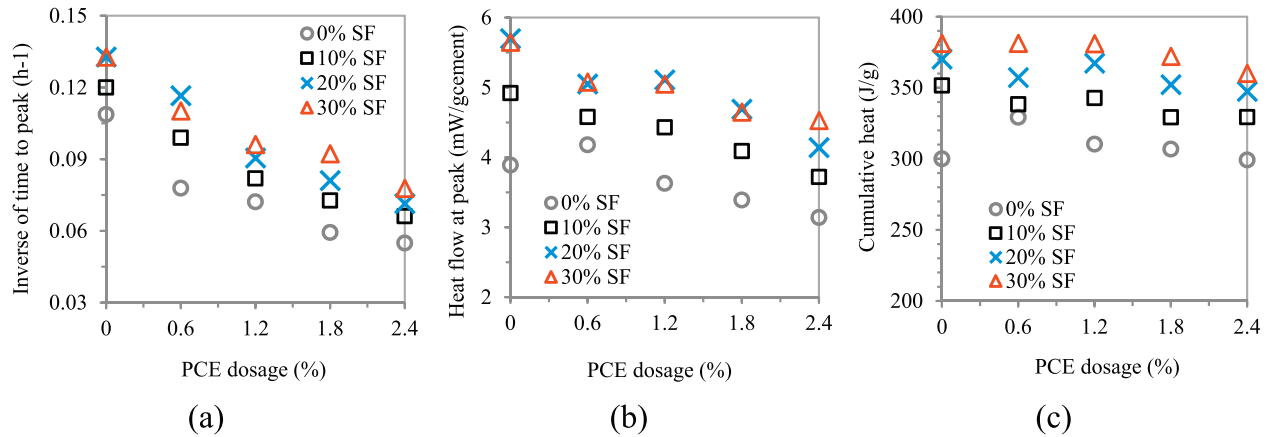 Inverse of time to peak (h-1)
0.15
0.12
0.09
0.06
0.03
0% SF
10% SF
20% SF
30% SF
0
0.6
1.2
1.8
2.4
PCE dosage (%)
(a)
Heat flow at peak (mW/gcement)
6
5
4
3
2
0% SF
10% SF
20% SF
30% SF
0
0.6
1.2
1.8
2.4
PCE dosage (%)
(b)
Cumulative heat (J/g)
400
350
300
250
200
0% SF
10% SF
20% SF
30% SF
0
0.6
1.2
1.8
2.4
PCE dosage (%)
(c)